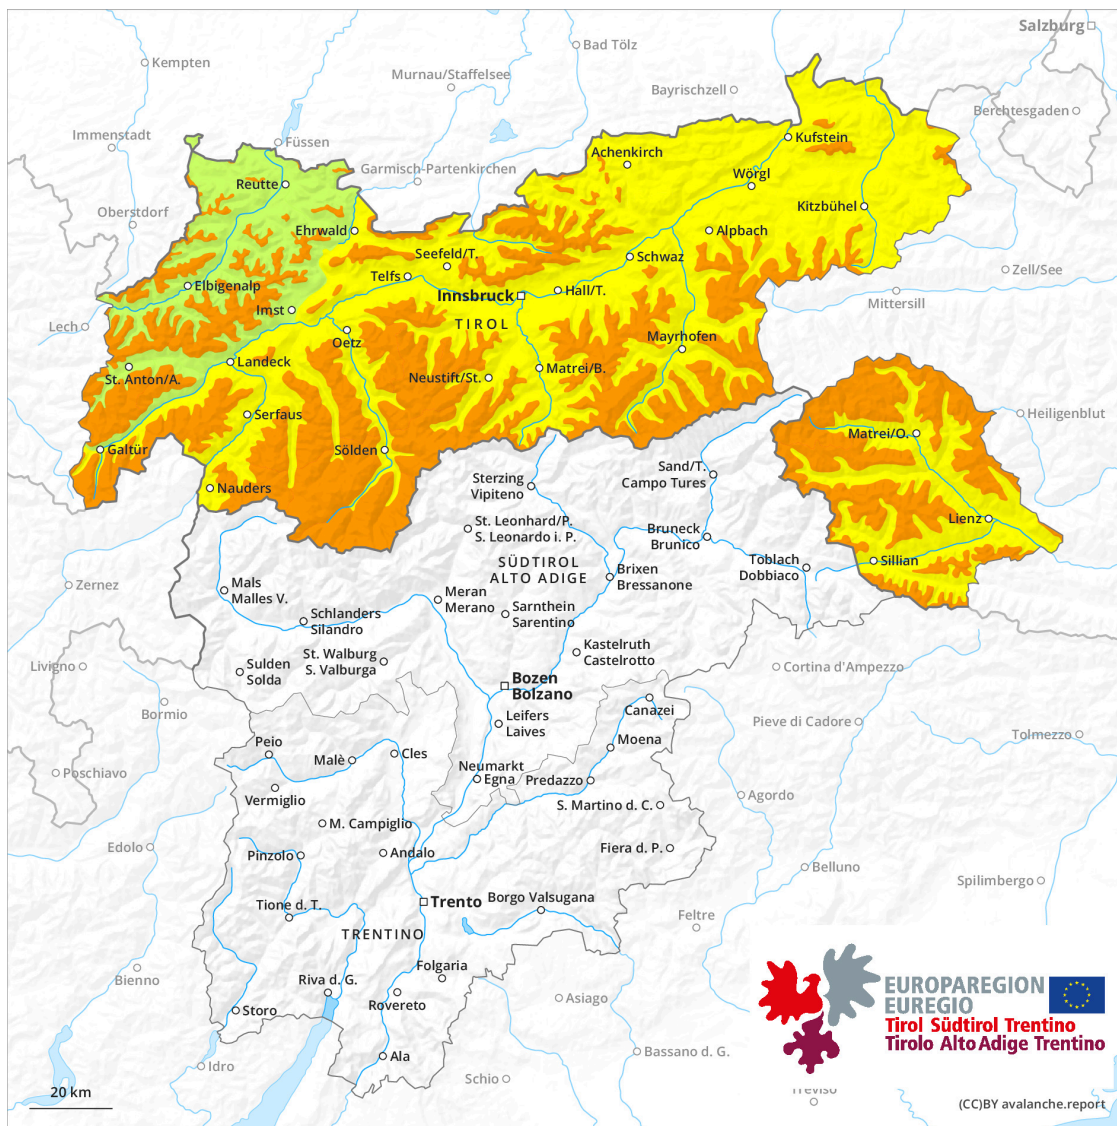 Salzburg
Bad Tölz
Kempten
Murnau/Staffelsee
Bayrischzell
Berchtesgaden
Immenstadt
Füssen
Kufstein
Achenkirch
Garmisch-Partenkirchen
Wörgl
Reutte
Oberstdorf
Kitzbühel
Ehrwald
Alpbach
Seefeld/T.
Schwaz
Telfs
Zell/See
Elbigenalp
Innsbruck
Hall/T.
Mittersill
Imst
TIROL
Lech
Oetz
Mayrhofen
Landeck
Matrei/B.
St. Anton/A.
Neustift/St.
Serfaus
Heiligenblut
Matrei/O.
Galtür
Sölden
Sand/T.
Campo Tures
Sterzing
Vipiteno
Nauders
St. Leonhard/P.
S. Leonardo i. P.
Lienz
Bruneck
Brunico
SÜDTIROL
ALTO ADIGE
Toblach
Dobbiaco
Sillian
Brixen
Bressanone
Zernez
Mals
Malles V.
Meran
Merano
Sarnthein
Sarentino
Schlanders
Silandro
Kastelruth
Castelrotto
St. Walburg
S. Valburga
Livigno
Sulden
Solda
Cortina d'Ampezzo
Bozen
Bolzano
Bormio
Canazei
Leifers
Laives
Pieve di Cadore
Tolmezzo
Peio
Moena
Malè
Cles
Poschiavo
Neumarkt
Egna
Predazzo
Vermiglio
Agordo
S. Martino d. C.
M. Campiglio
Edolo
Pinzolo
Andalo
Fiera d. P.
Belluno
Spilimbergo
Trento
Borgo Valsugana
Tione d. T.
Feltre
TRENTINO
Folgaria
Bienno
Riva d. G.
EUROPAREGION
EUREGIO
Tirol Südtirol Trentino
Tirolo Alto Adige Trentino
Asiago
Rovereto
Storo
Ala
Bassano d. G.
Idro
Schio
Treviso
20 km
(CC)BY avalanche.report